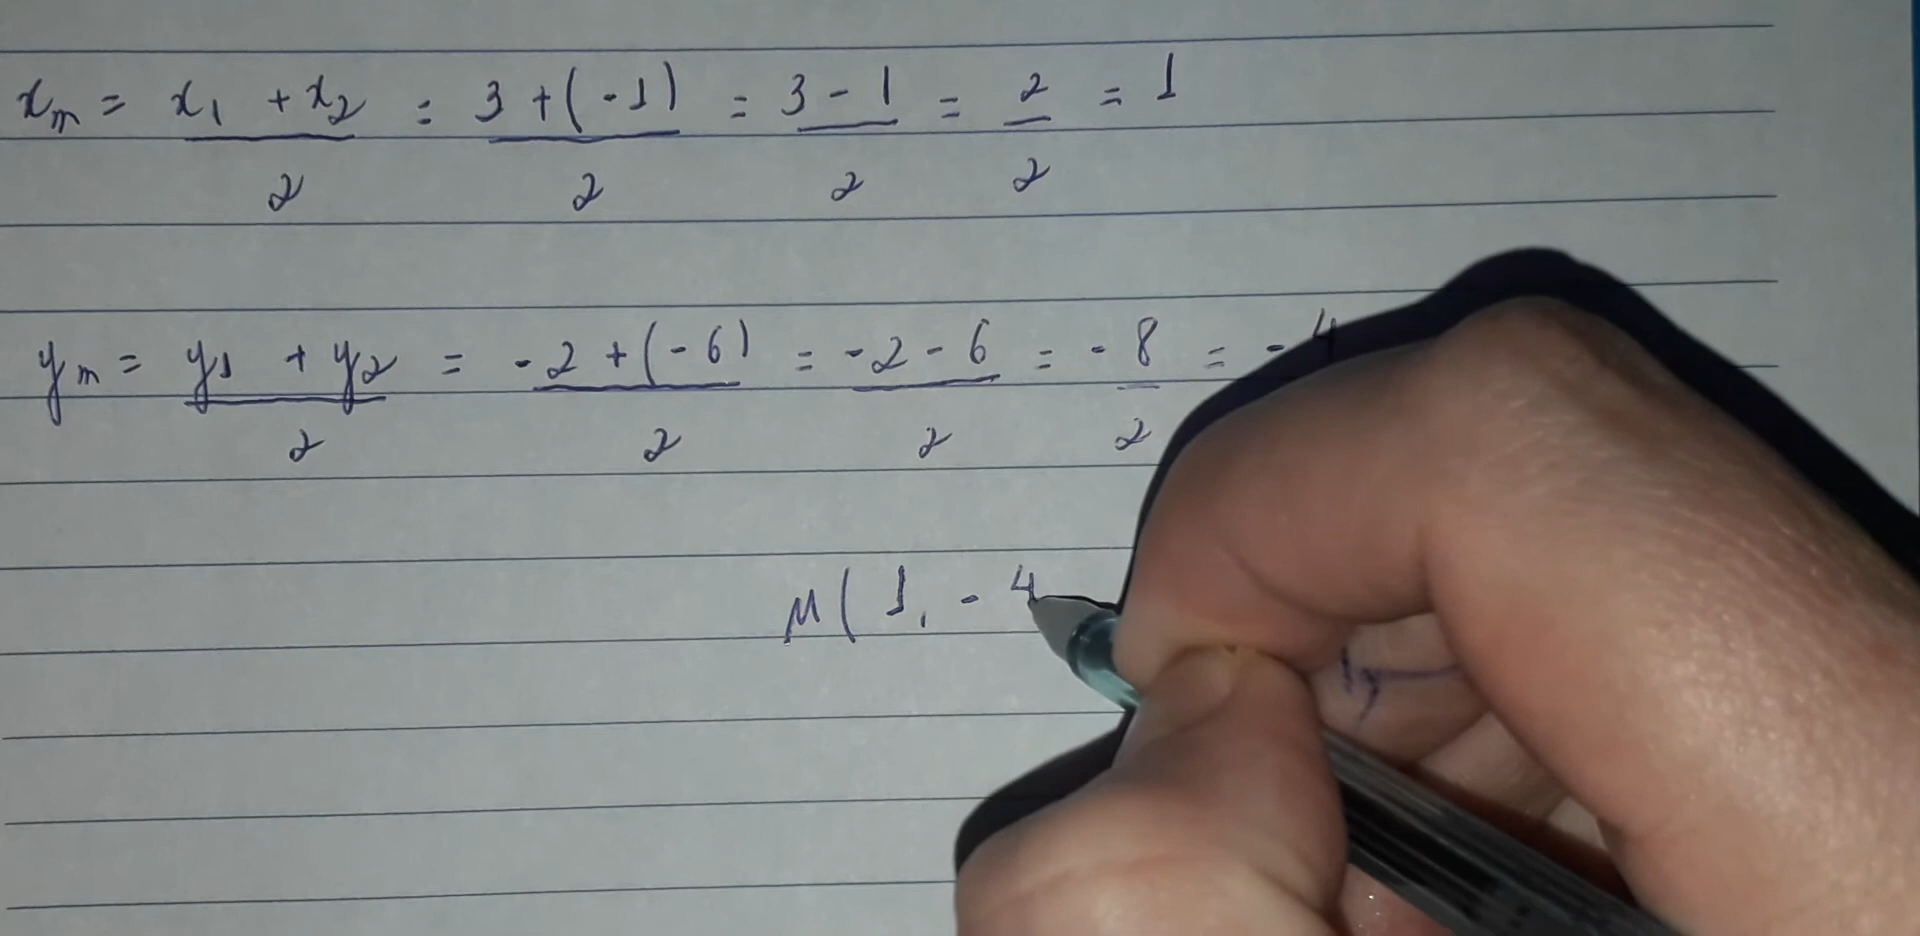 xm = x1 + x2 / 2 = 3 + (-1) / 2 = 3 - 1 / 2 = 2 / 2 = 1
ym = y1 + y2 / 2 = -2 + (-6) / 2 = -2 - 6 / 2 = -8 / 2 = -4
M( 1, -4